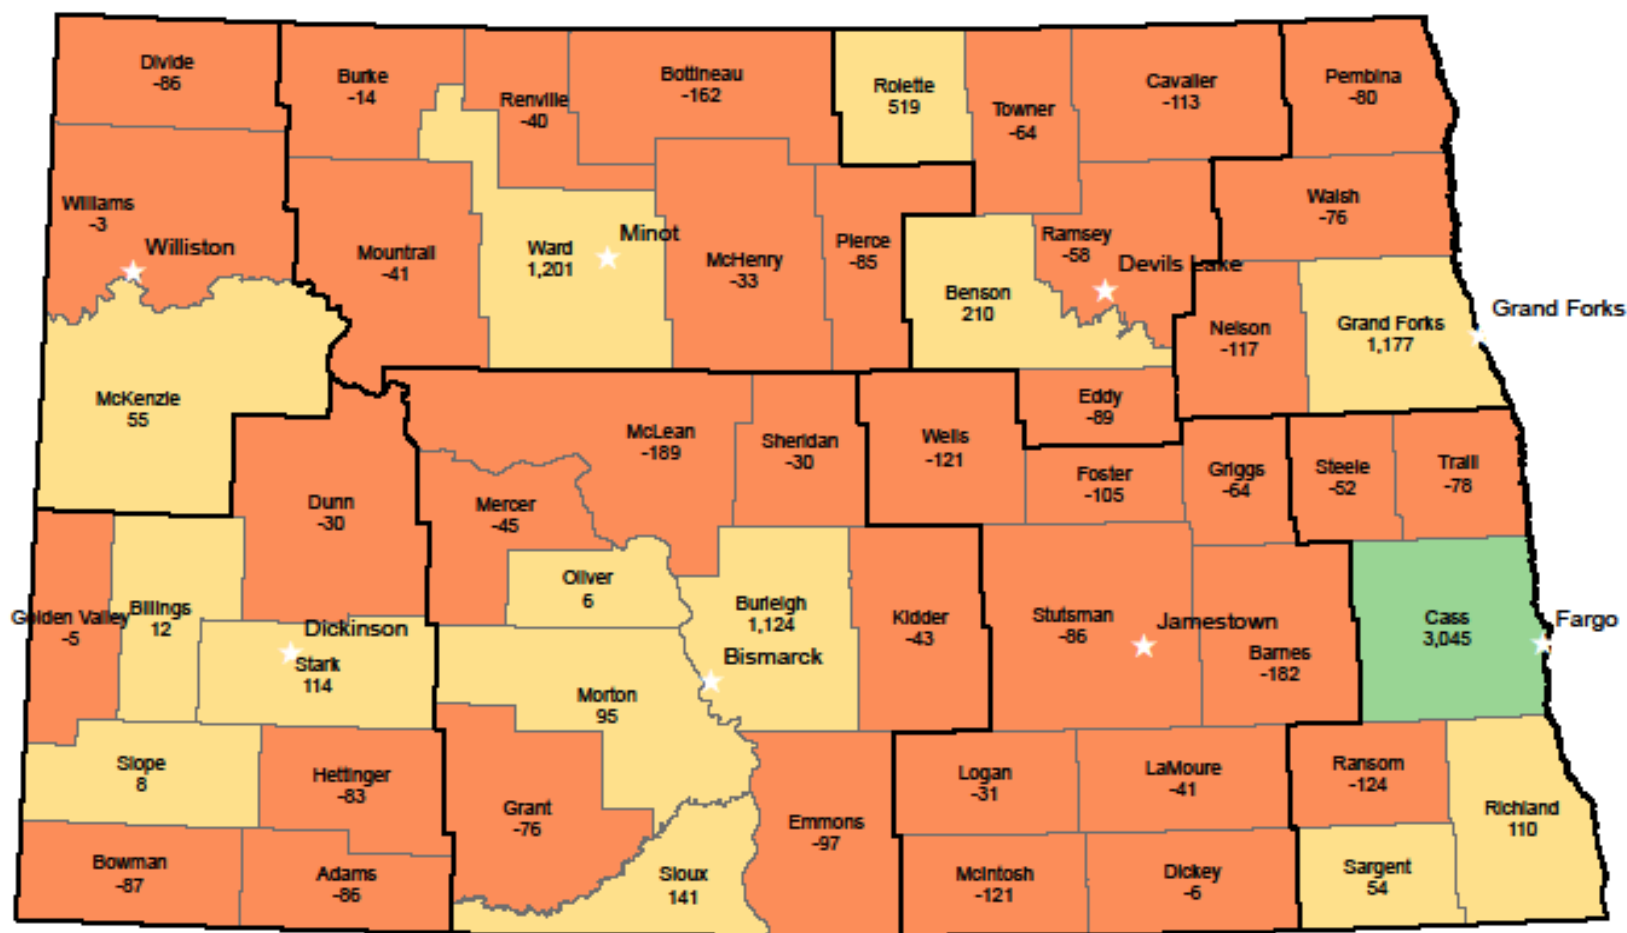 Divide
-86
Burke
-14
Renville
-40
Bottineau
-162
Rolette
519
Towner
-64
Cavalier
-113
Pembina
-80
Williams
-3
Williston
Mountrail
-41
Ward
1,201
Minot
McHenry
-33
Pierce
-85
Benson
210
Ramsey
-58
Devils Lake
Walsh
-76
Nelson
-117
Grand Forks
1,177
Grand Forks
McKenzie
55
Dunn
-30
McLean
-189
Mercer
-45
Sheridan
-30
Wells
-121
Eddy
-89
Foster
-105
Griggs
-64
Steele
-52
Traill
-78
Golden Valley
-5
Billings
12
Dickinson
Stark
114
Oliver
6
Burleigh
1,124
Bismarck
Morton
95
Kidder
-43
Stutsman
-86
Jamestown
Barnes
-182
Cass
3,045
Fargo
Slope
8
Hettinger
-83
Grant
-76
Emmons
-97
Logan
-31
LaMoure
-41
Ransom
-124
Richland
110
Bowman
-87
Adams
-86
Sioux
141
McIntosh
-121
Dickey
-6
Sargent
54